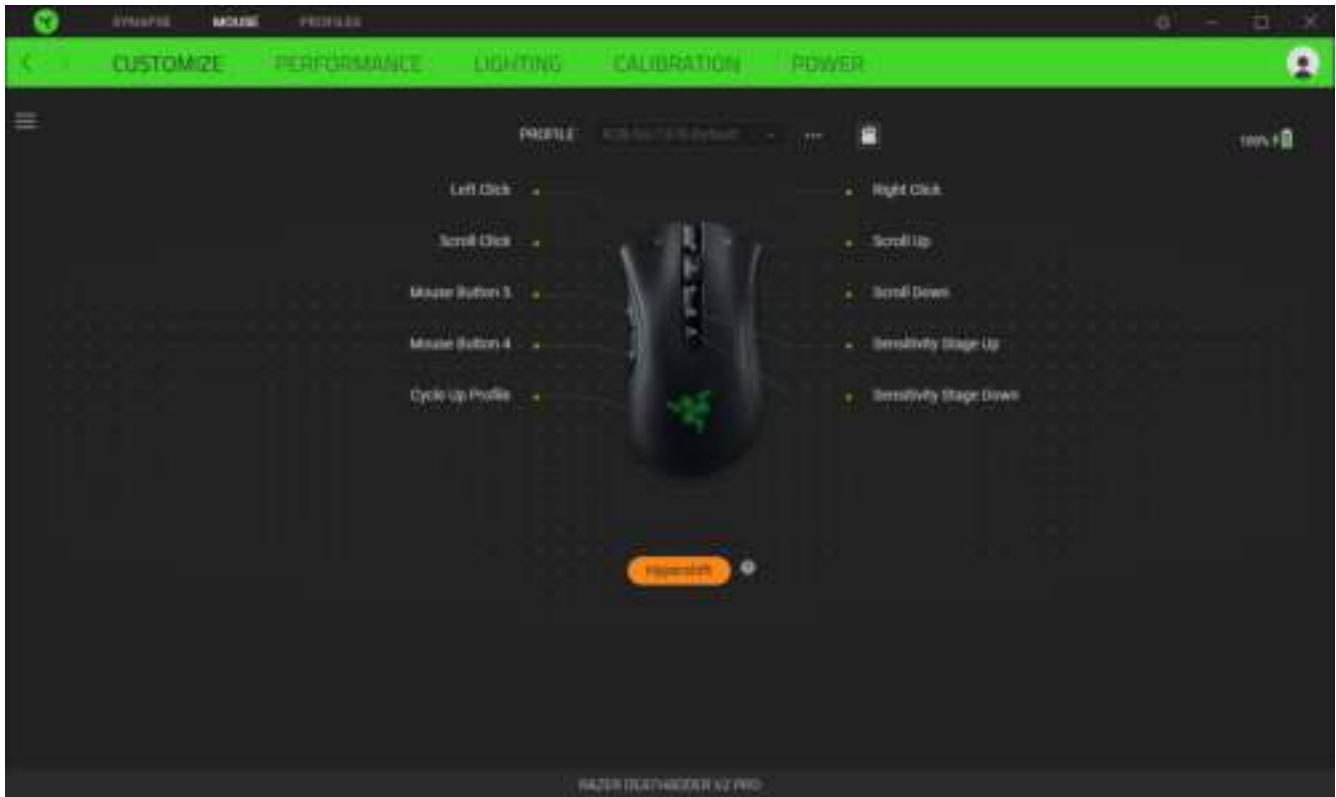 SYNAPSE MOUSE PROFILES
CUSTOMIZE PERFORMANCE LIGHTING CALIBRATION POWER
PROFILE
100%
Left Click
Right Click
Scroll Click
Scroll Up
Mouse Button 5
Scroll Down
Mouse Button 4
Sensitivity Stage Up
Cycle Up Profile
Sensitivity Stage Down
Hypershift
RAZER DEATHADDER V2 PRO